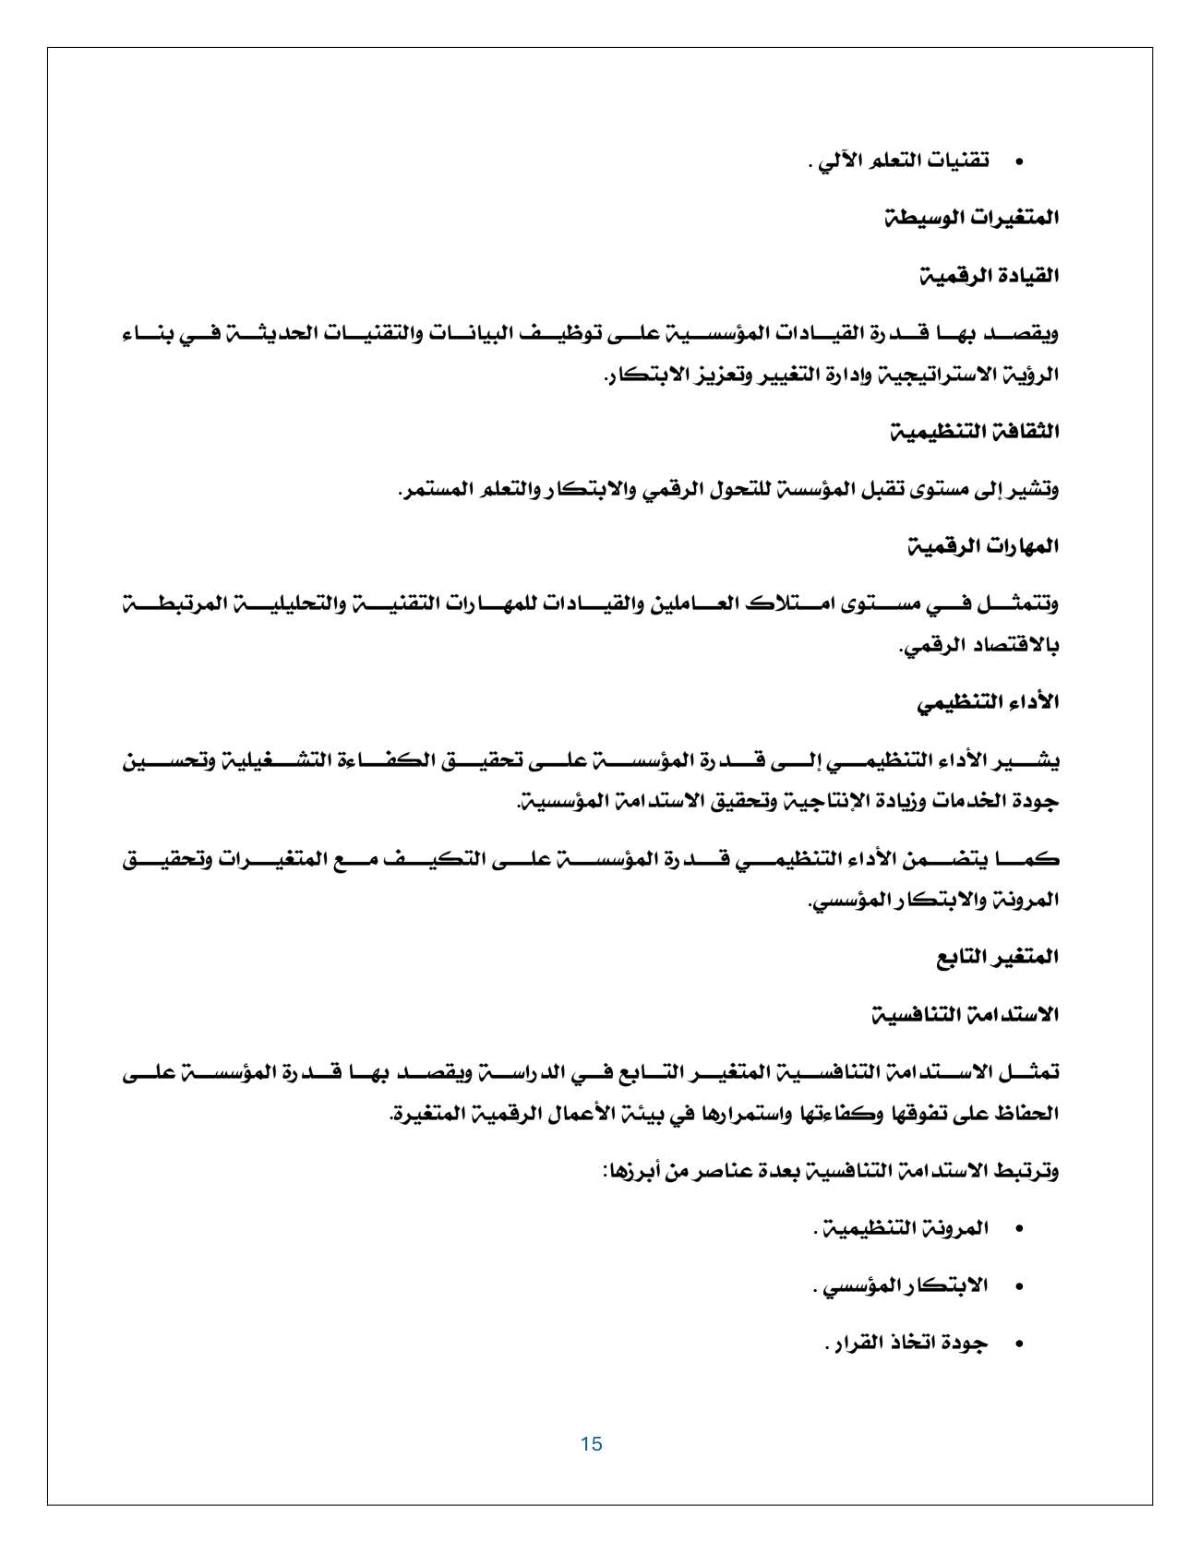 • تقنيات التعلم الآلي .
المتغيرات الوسيطة
القيادة الرقمية
ويقصد بها قدرة القيادات المؤسسية على توظيف البيانات والتقنيات الحديثة في بناء
الرؤية الاستراتيجية وإدارة التغيير وتعزيز الابتكار.
الثقافة التنظيمية
وتشير إلى مستوى تقبل المؤسسة للتحول الرقمي والابتكار والتعلم المستمر.
المهارات الرقمية
وتتمثل في مستوى امتلاك العاملين والقيادات للمهارات التقنية والتحليلية المرتبطة
بالاقتصاد الرقمي.
الأداء التنظيمي
يشير الأداء التنظيمي إلى قدرة المؤسسة على تحقيق الكفاءة التشغيلية وتحسين
جودة الخدمات وزيادة الإنتاجية وتحقيق الاستدامة المؤسسية.
كما يتضمن الأداء التنظيمي قدرة المؤسسة على التكيف مع المتغيرات وتحقيق
المرونة والابتكار المؤسسي.
المتغير التابع
الاستدامة التنافسية
تمثل الاستدامة التنافسية المتغير التابع في الدراسة ويقصد بها قدرة المؤسسة على
الحفاظ على تفوقها وكفاءتها واستمرارها في بيئة الأعمال الرقمية المتغيرة.
وترتبط الاستدامة التنافسية بعدة عناصر من أبرزها:
• المرونة التنظيمية .
• الابتكار المؤسسي .
• جودة اتخاذ القرار .
15